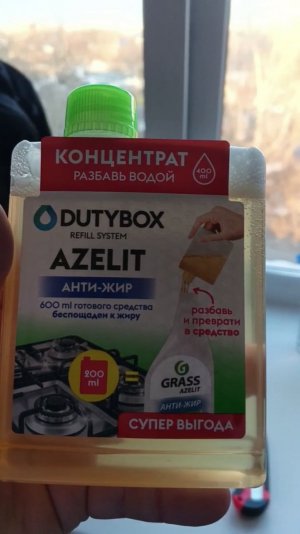 КОНЦЕНТРАТ
РАЗБАВЬ ВОДОЙ
400 ml
DUTYBOX
REFILL SYSTEM
AZELIT
АНТИ-ЖИР
600 ml готового средства
беспощаден к жиру
разбавь
и преврати
в средство
200 ml
=
GRASS
AZELIT
АНТИ-ЖИР
СУПЕР ВЫГОДА